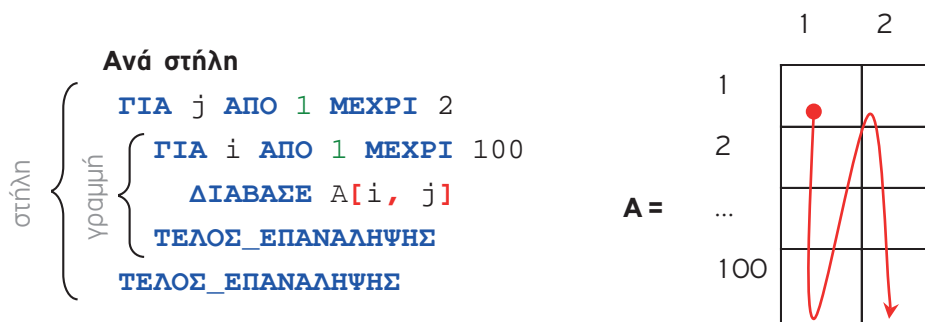 Ανά στήλη
ΓΙΑ j ΑΠΟ 1 ΜΕΧΡΙ 2
ΓΙΑ i ΑΠΟ 1 ΜΕΧΡΙ 100
ΔΙΑΒΑΣΕ A[i, j]
ΤΕΛΟΣ_ΕΠΑΝΑΛΗΨΗΣ
ΤΕΛΟΣ_ΕΠΑΝΑΛΗΨΗΣ
στήλη
γραμμή
1 2
1
2
A = ...
100